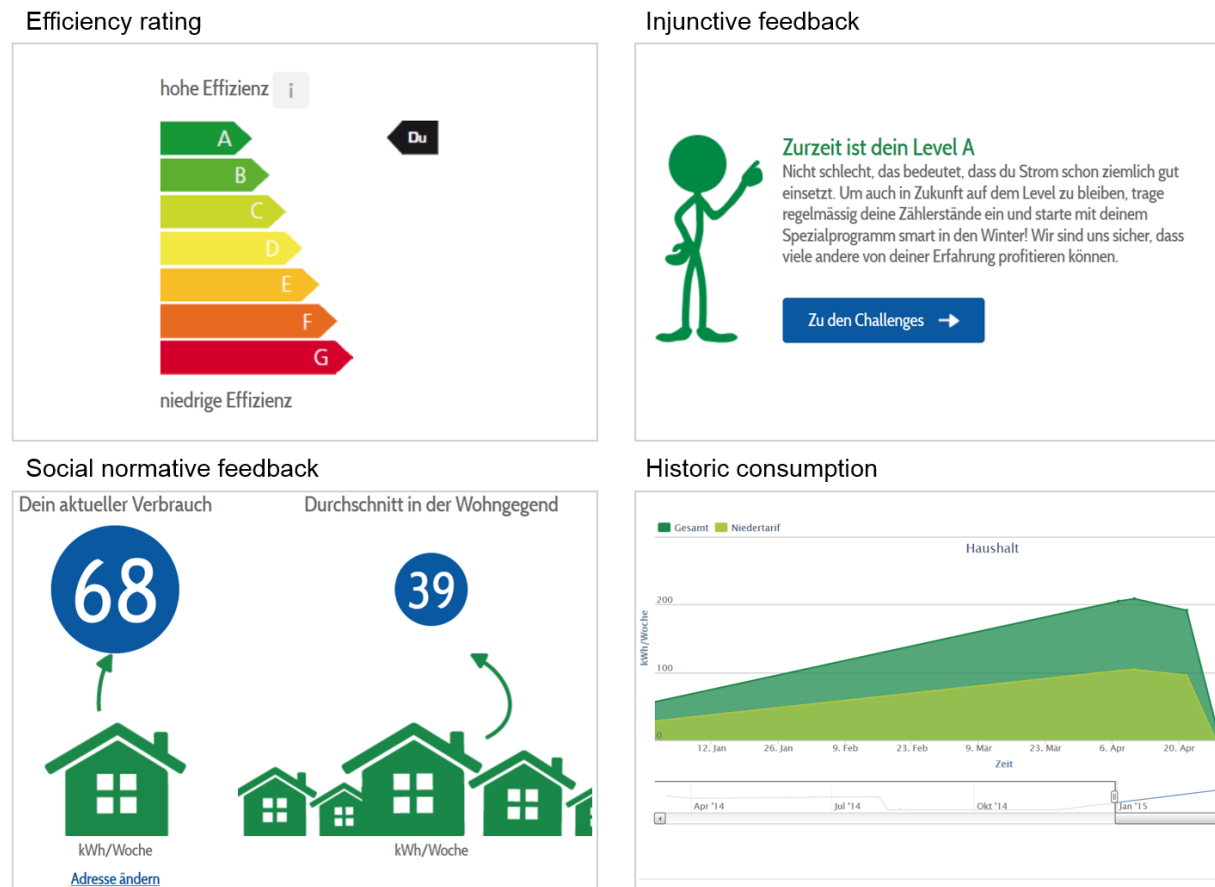 Efficiency rating
hohe Effizienz i
A
Du
B
C
D
E
F
G
niedrige Effizienz
Injunctive feedback
Zurzeit ist dein Level A
Nicht schlecht, das bedeutet, dass du Strom schon ziemlich gut
einsetzt. Um auch in Zukunft auf dem Level zu bleiben, trage
regelmässig deine Zählerstände ein und starte mit deinem
Spezialprogramm smart in den Winter! Wir sind uns sicher, dass
viele andere von deiner Erfahrung profitieren können.
Zu den Challenges
Social normative feedback
Dein aktueller Verbrauch
Durchschnitt in der Wohngegend
68
39
kWh/Woche
kWh/Woche
Adresse ändern
Historic consumption
Gesamt Niedertarif
Haushalt
kWh/Woche
200
100
0
12. Jan 26. Jan 9. Feb 23. Feb 9. Mär 23. Mär 6. Apr 20. Apr
Zeit
Apr '14 Jul '14 Okt '14 Jan '15